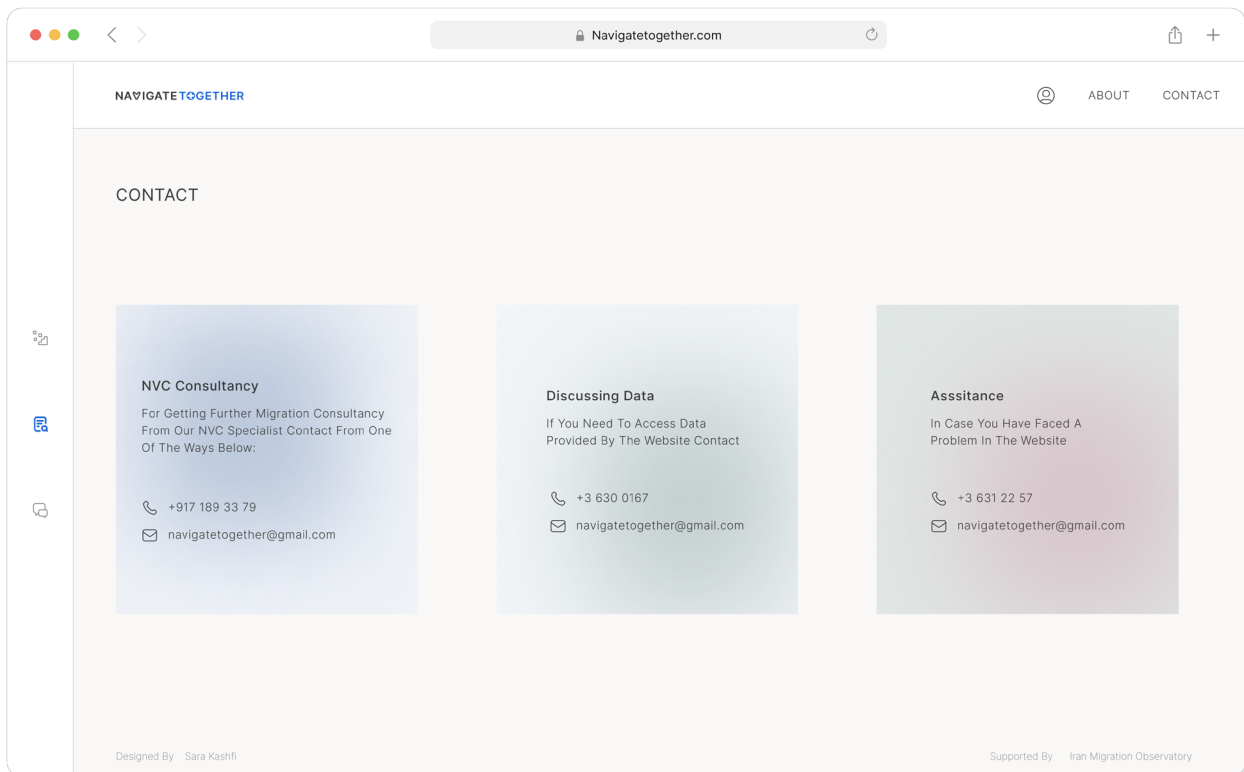 Navigatetogether.com
NAVIGATETOGETHER
ABOUT
CONTACT
CONTACT
NVC Consultancy
For Getting Further Migration Consultancy
From Our NVC Specialist Contact From One
Of The Ways Below:
+917 189 33 79
navigatetogether@gmail.com
Discussing Data
If You Need To Access Data
Provided By The Website Contact
+3 630 0167
navigatetogether@gmail.com
Asssitance
In Case You Have Faced A
Problem In The Website
+3 631 22 57
navigatetogether@gmail.com
Designed By Sara Kashfi
Supported By Iran Migration Observatory